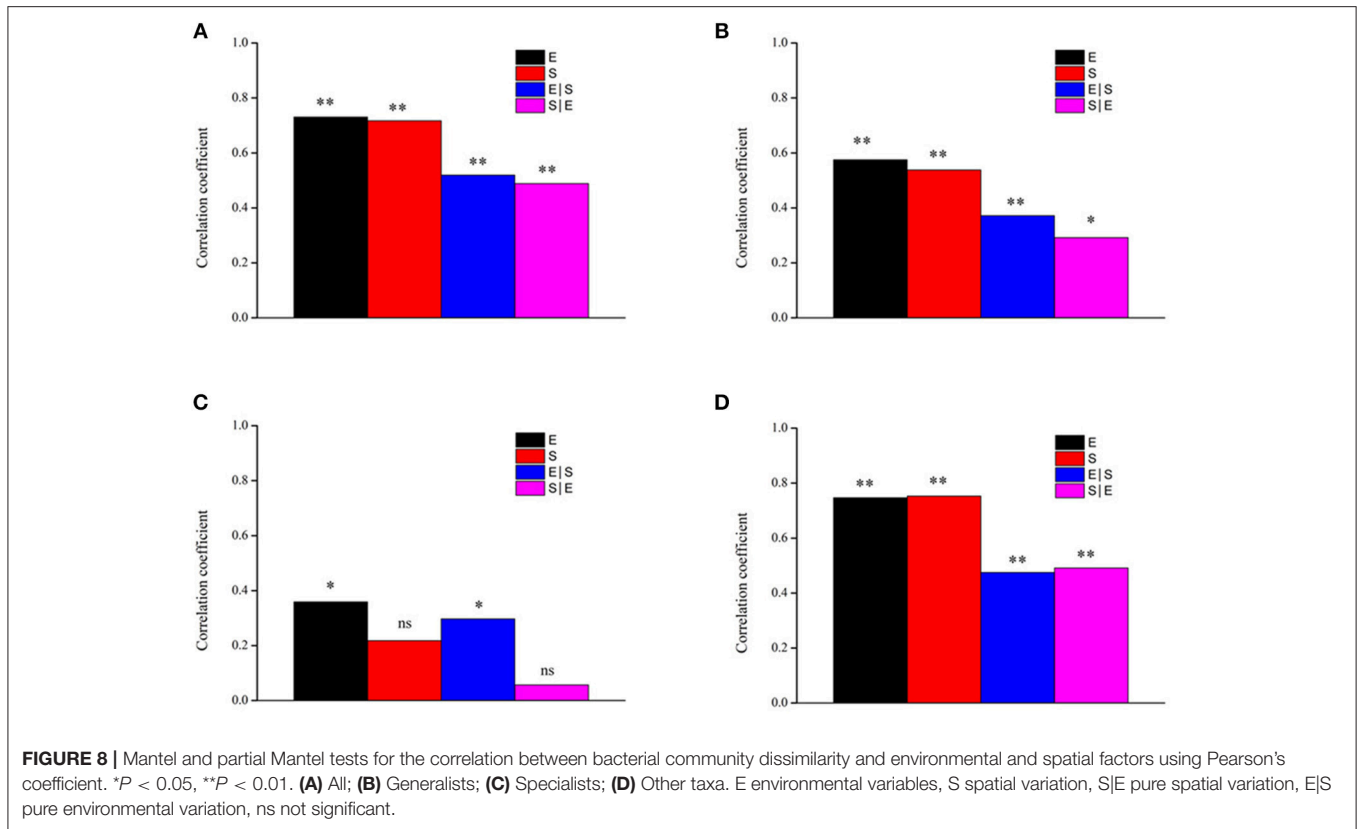 A
1.0
0.8
0.6
0.4
0.2
0.0
Correlation coefficient
**
**
**
**
E
S
E|S
S|E
B
1.0
0.8
0.6
0.4
0.2
0.0
Correlation coefficient
**
**
**
*
E
S
E|S
S|E
C
1.0
0.8
0.6
0.4
0.2
0.0
Correlation coefficient
*
ns
*
ns
E
S
E|S
S|E
D
1.0
0.8
0.6
0.4
0.2
0.0
Correlation coefficient
**
**
**
**
E
S
E|S
S|E
FIGURE 8 | Mantel and partial Mantel tests for the correlation between bacterial community dissimilarity and environmental and spatial factors using Pearson's
coefficient. *P < 0.05, **P < 0.01. (A) All; (B) Generalists; (C) Specialists; (D) Other taxa. E environmental variables, S spatial variation, S|E pure spatial variation, E|S
pure environmental variation, ns not significant.